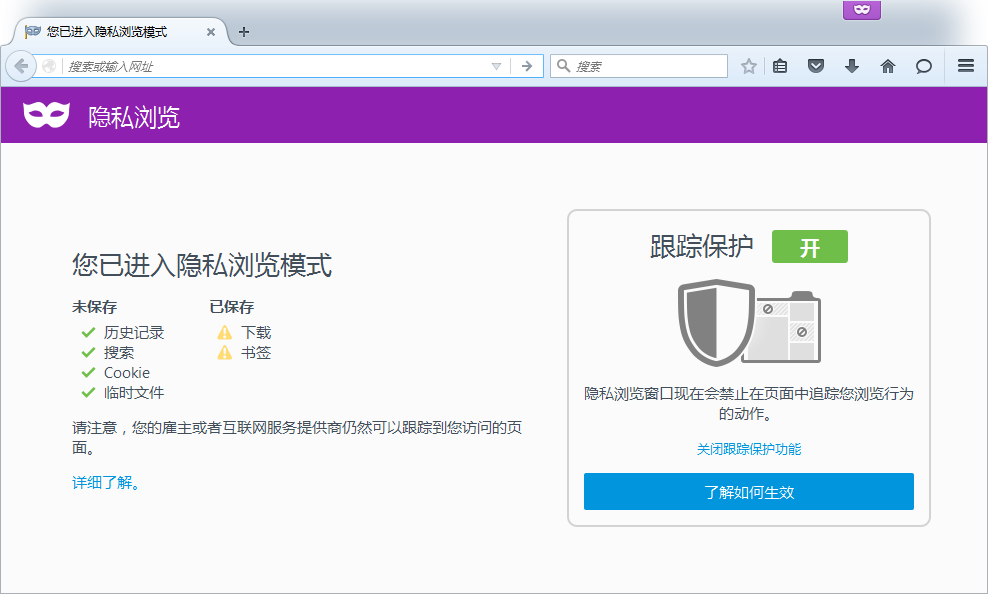 您已进入隐私浏览模式
搜索或输入网址
搜索
隐私浏览
您已进入隐私浏览模式
未保存
历史记录
搜索
Cookie
临时文件
已保存
下载
书签
请注意，您的雇主或者互联网服务提供商仍然可以跟踪到您访问的页
面。
详细了解。
跟踪保护 开
隐私浏览窗口现在会禁止在页面中追踪您浏览行为
的动作。
关闭跟踪保护功能
了解如何生效